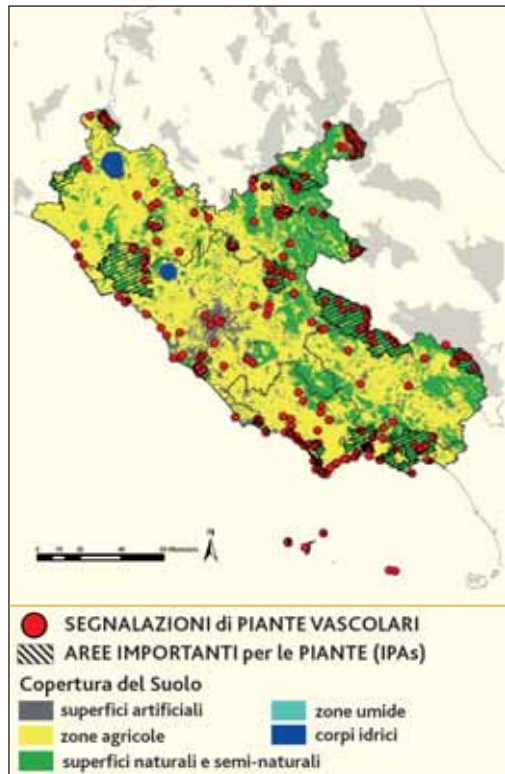 N
SEGNALAZIONI di PIANTE VASCOLARI
AREE IMPORTANTI per le PIANTE (IPAs)
Copertura del Suolo
superfici artificiali
zone umide
zone agricole
corpi idrici
superfici naturali e semi-naturali